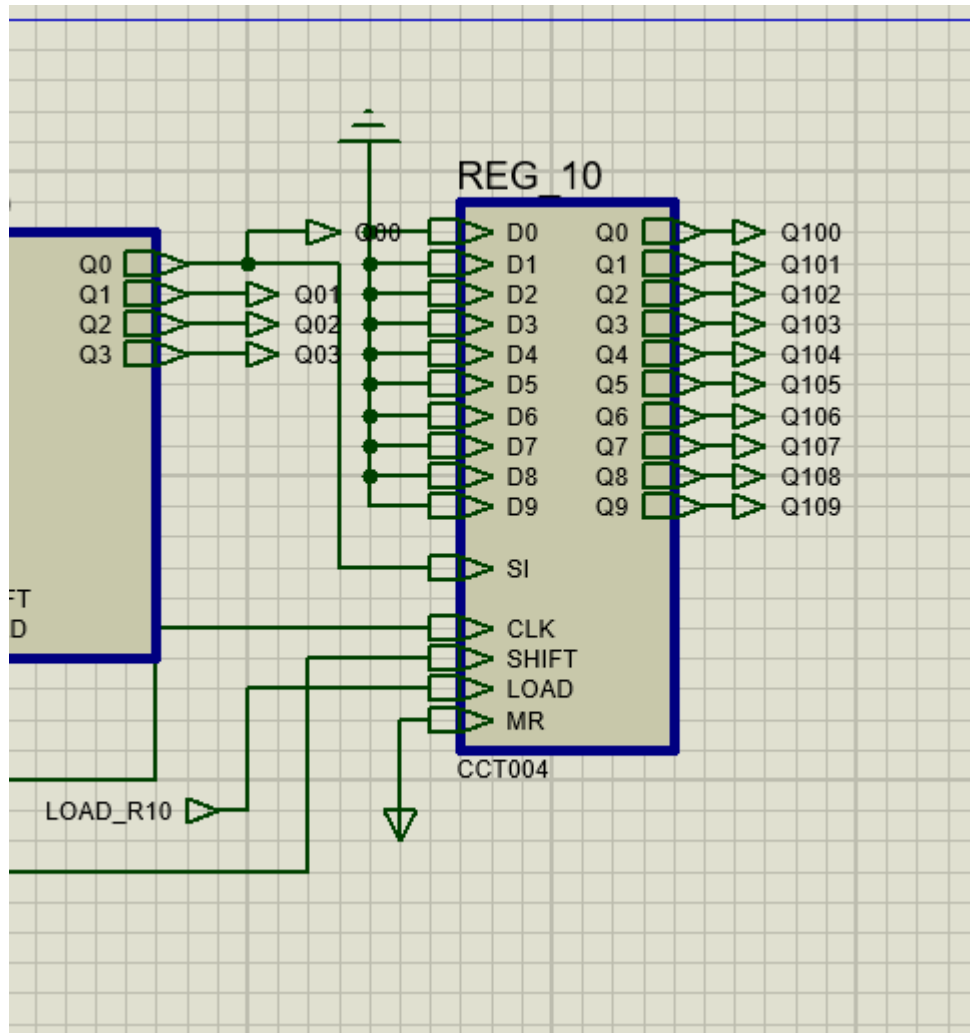 REG_10
Q00
D0 Q0 Q100
Q0 D1 Q1 Q101
Q1 Q01 D2 Q2 Q102
Q2 Q02 D3 Q3 Q103
Q3 Q03 D4 Q4 Q104
D5 Q5 Q105
D6 Q6 Q106
D7 Q7 Q107
D8 Q8 Q108
D9 Q9 Q109
SI
FT
D CLK
SHIFT
LOAD
MR
CCT004
LOAD_R10